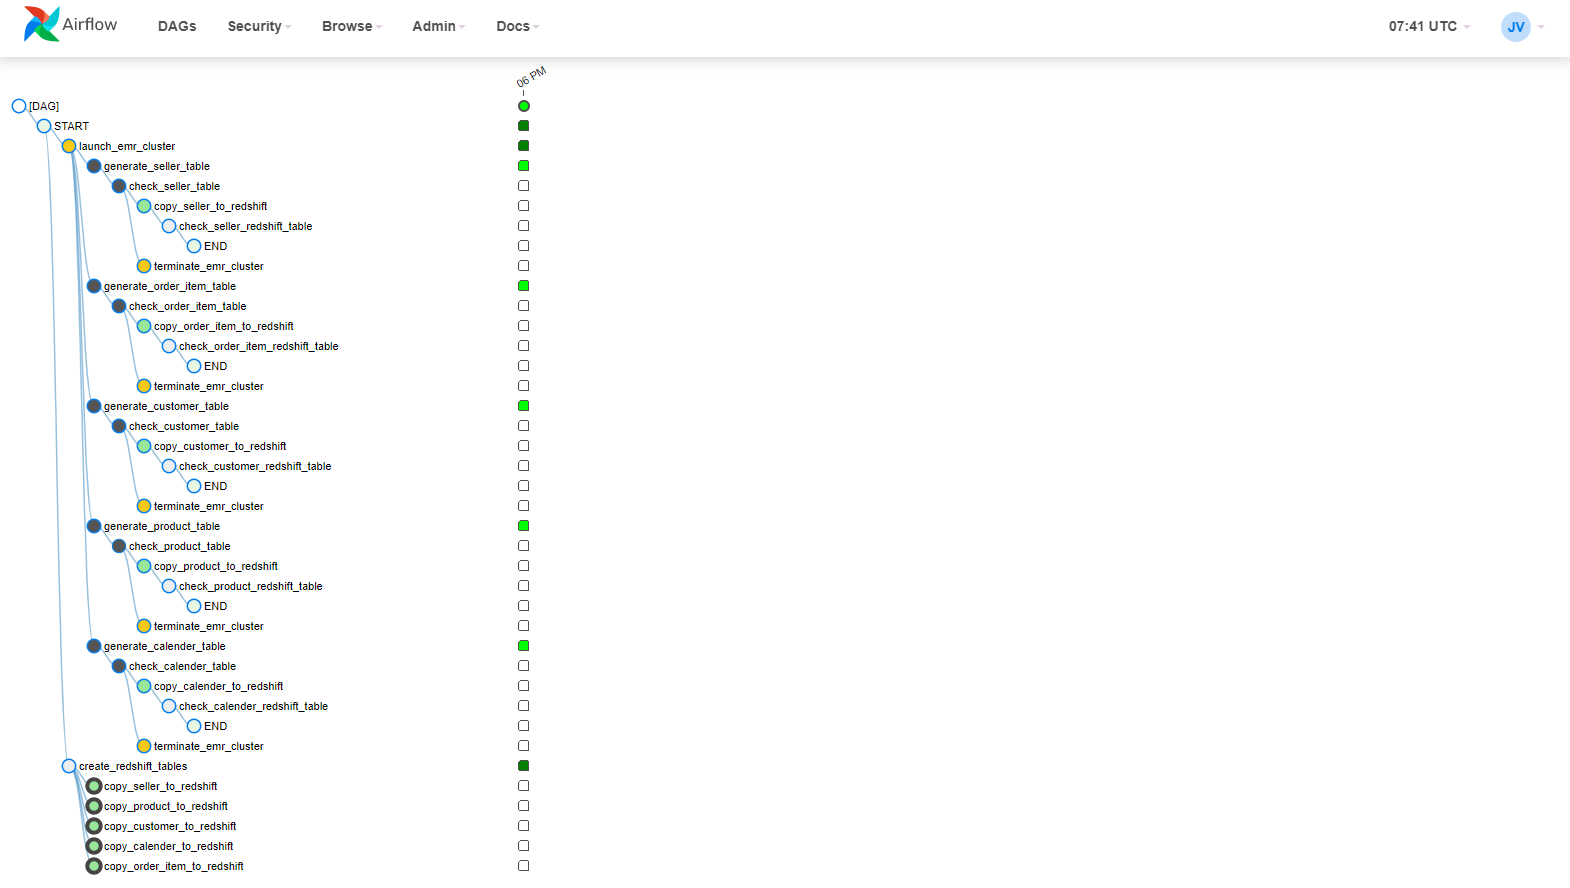 Airflow DAGs Security Browse Admin Docs 07:41 UTC JV
06 PM
[DAG]
START
launch_emr_cluster
generate_seller_table
check_seller_table
copy_seller_to_redshift
check_seller_redshift_table
END
terminate_emr_cluster
generate_order_item_table
check_order_item_table
copy_order_item_to_redshift
check_order_item_redshift_table
END
terminate_emr_cluster
generate_customer_table
check_customer_table
copy_customer_to_redshift
check_customer_redshift_table
END
terminate_emr_cluster
generate_product_table
check_product_table
copy_product_to_redshift
check_product_redshift_table
END
terminate_emr_cluster
generate_calender_table
check_calender_table
copy_calender_to_redshift
check_calender_redshift_table
END
terminate_emr_cluster
create_redshift_tables
copy_seller_to_redshift
copy_product_to_redshift
copy_customer_to_redshift
copy_calender_to_redshift
copy_order_item_to_redshift